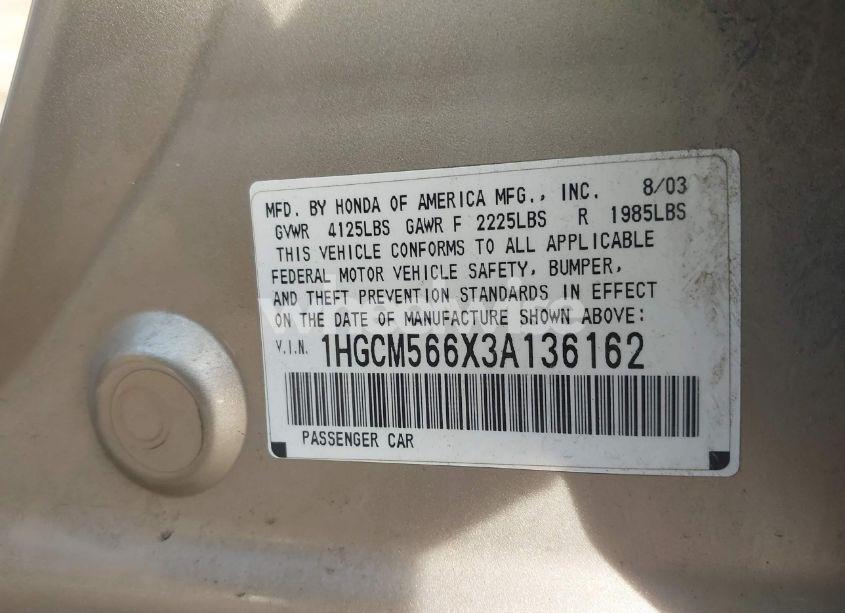 MFD. BY HONDA OF AMERICA MFG., INC. 8/03
GVWR 4125LBS GAWR F 2225LBS R 1985LBS
THIS VEHICLE CONFORMS TO ALL APPLICABLE
FEDERAL MOTOR VEHICLE SAFETY, BUMPER,
AND THEFT PREVENTION STANDARDS IN EFFECT
ON THE DATE OF MANUFACTURE SHOWN ABOVE:
V.I.N. 1HGCM566X3A136162
PASSENGER CAR